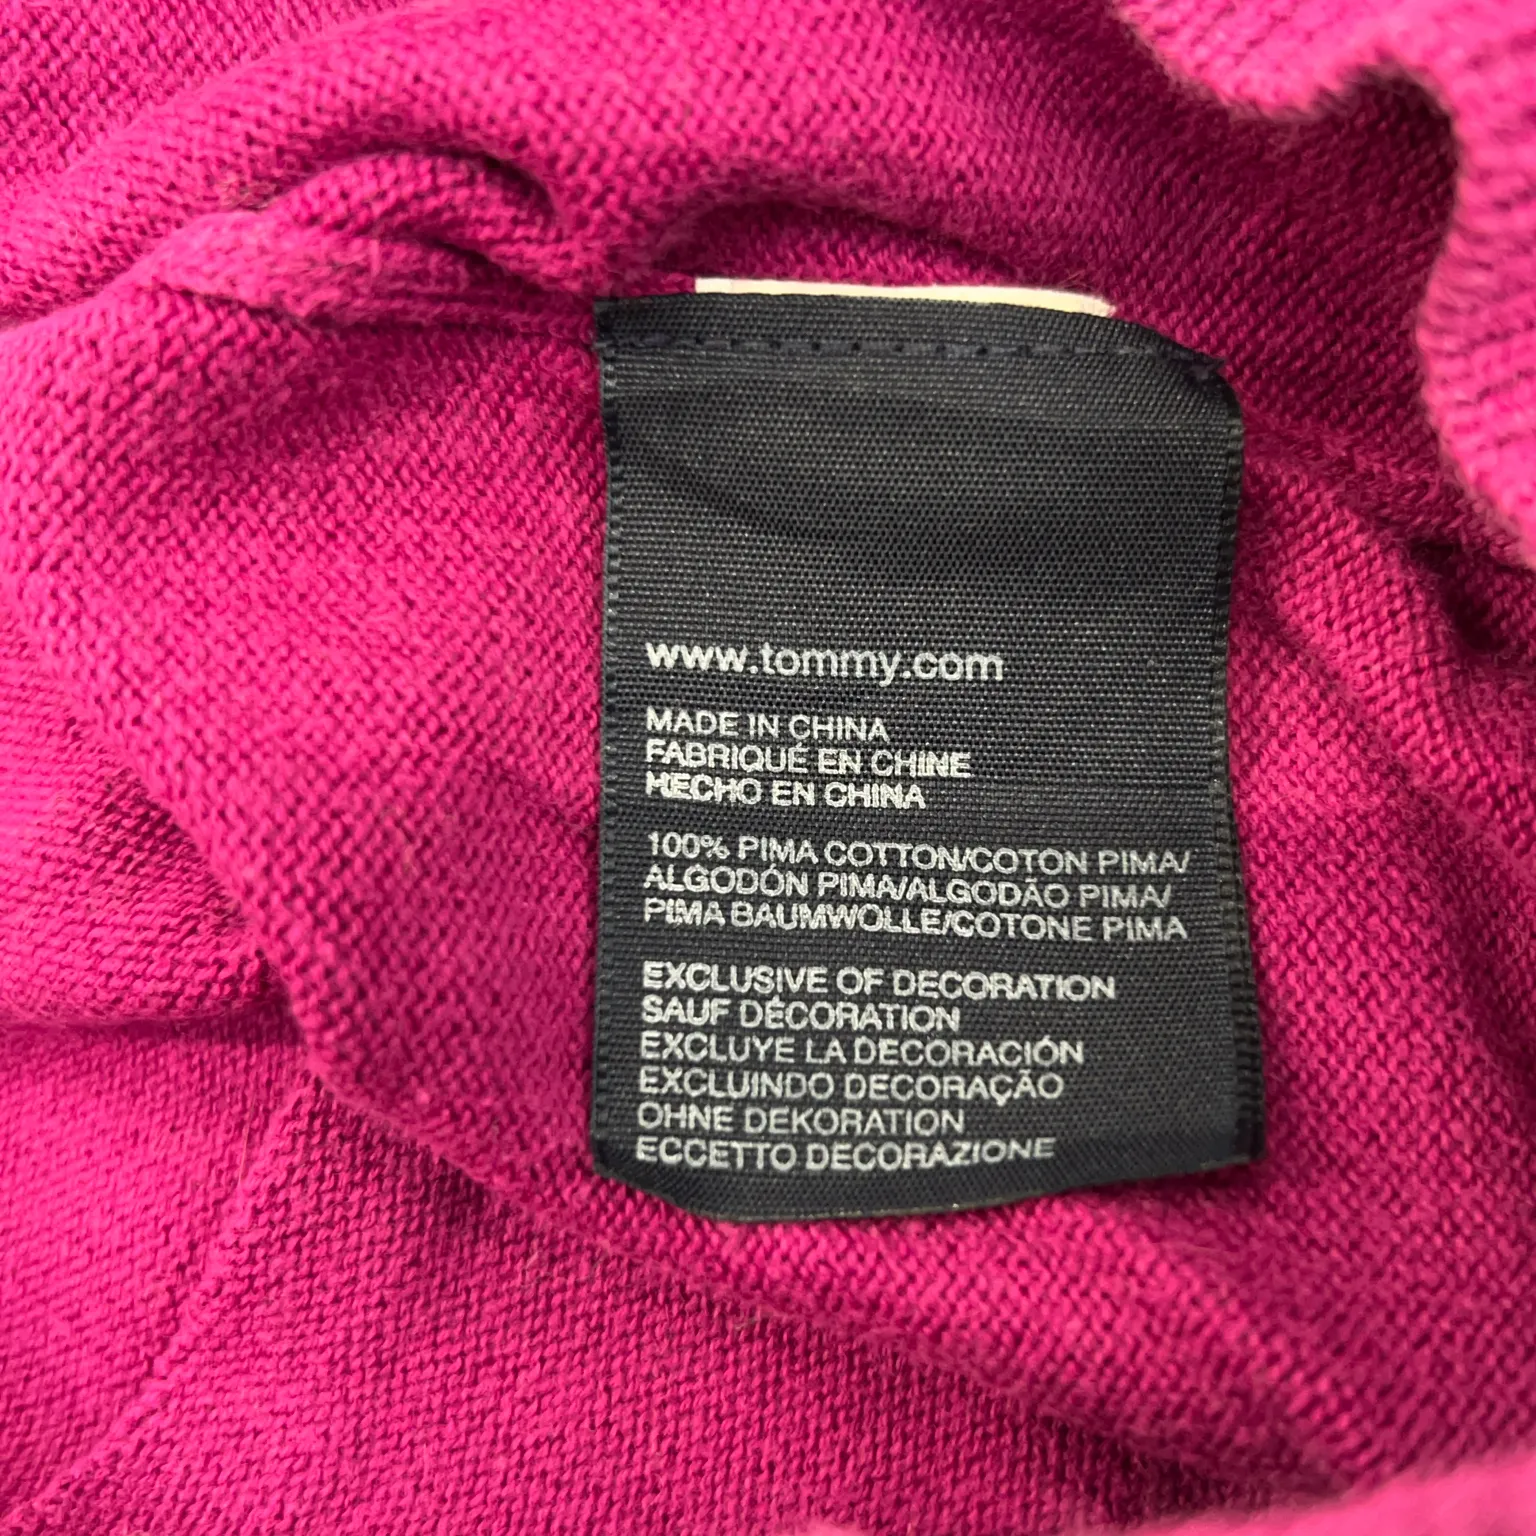 www.tommy.com
MADE IN CHINA
FABRIQUÉ EN CHINE
HECHO EN CHINA
100% PIMA COTTON/COTON PIMA/
ALGODÓN PIMA/ALGODÃO PIMA/
PIMA BAUMWOLLE/COTONE PIMA
EXCLUSIVE OF DECORATION
SAUF DÉCORATION
EXCLUYE LA DECORACIÓN
EXCLUINDO DECORAÇÃO
OHNE DEKORATION
ECCETTO DECORAZIONE